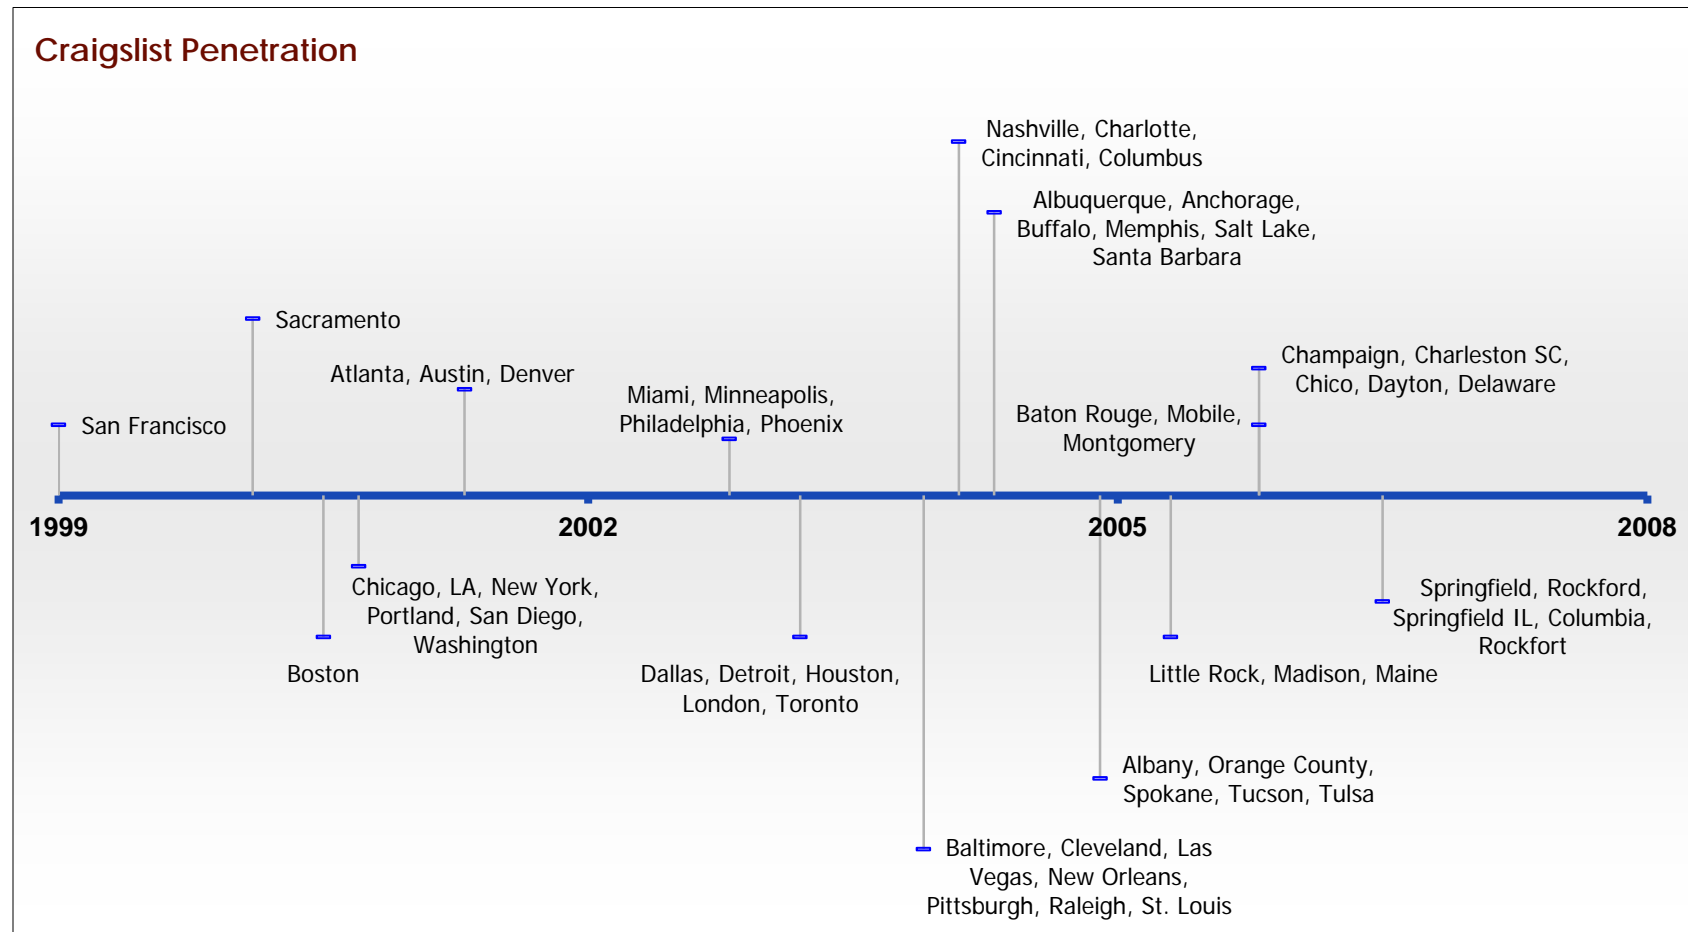 Craigslist Penetration
Nashville, Charlotte,
Cincinnati, Columbus
Albuquerque, Anchorage,
Buffalo, Memphis, Salt Lake,
Santa Barbara
Sacramento
Atlanta, Austin, Denver
Miami, Minneapolis,
Philadelphia, Phoenix
Champaign, Charleston SC,
Chico, Dayton, Delaware
San Francisco
Baton Rouge, Mobile,
Montgomery
1999
2002
2005
2008
Chicago, LA, New York,
Portland, San Diego,
Washington
Boston
Dallas, Detroit, Houston,
London, Toronto
Springfield, Rockford,
Springfield IL, Columbia,
Rockfort
Little Rock, Madison, Maine
Albany, Orange County,
Spokane, Tucson, Tulsa
Baltimore, Cleveland, Las
Vegas, New Orleans,
Pittsburgh, Raleigh, St. Louis